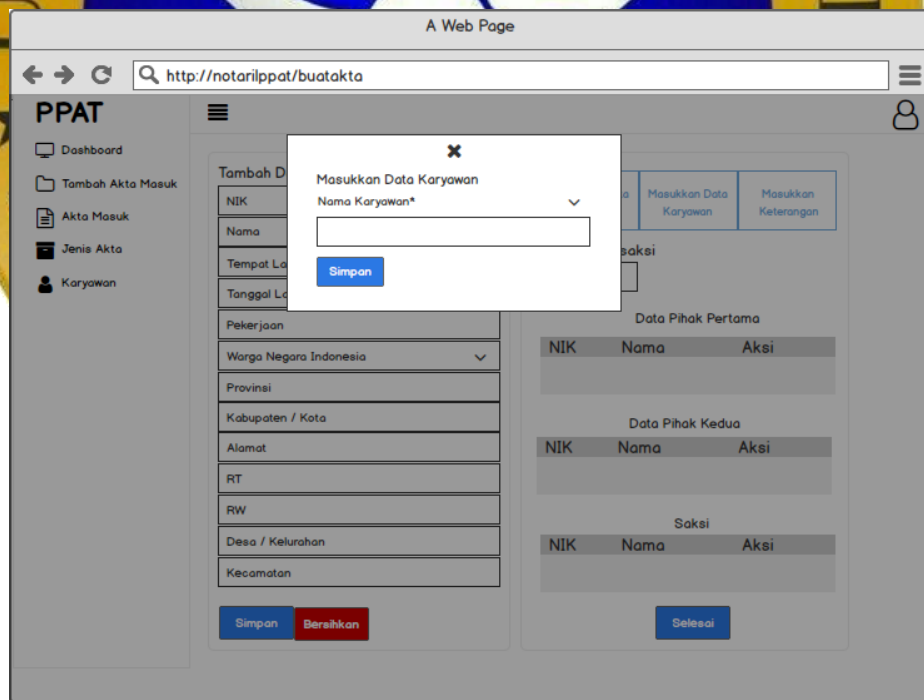 A Web Page
http://notarilppat/buatakta
PPAT
Dashboard
Tambah Akta Masuk
Akta Masuk
Jenis Akta
Karyawan
Masukkan Data Karyawan
Nama Karyawan*
Simpan
Tambah D
NIK
Nama
Tempat La
Tanggal La
Pekerjaan
Warga Negara Indonesia
Provinsi
Kabupaten / Kota
Alamat
RT
RW
Desa / Kelurahan
Kecamatan
Simpan Bersihkan
a
Masukkan Data
Karyawan
Masukkan
Keterangan
saksi
Data Pihak Pertama
NIK Nama Aksi
Data Pihak Kedua
NIK Nama Aksi
Saksi
NIK Nama Aksi
Selesai